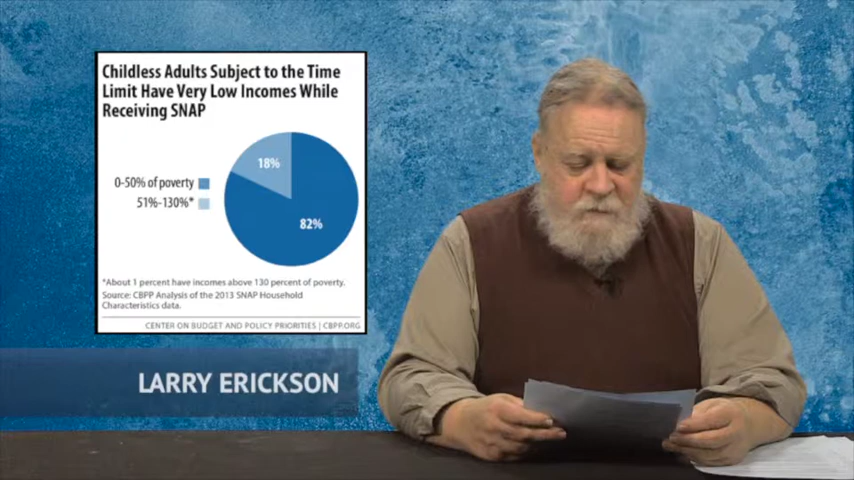 Childless Adults Subject to the Time
Limit Have Very Low Incomes While
Receiving SNAP
18%
0-50% of poverty
51%-130%*
82%
*About 1 percent have incomes above 130 percent of poverty.
Source: CBPP Analysis of the 2013 SNAP Household
Characteristics data.
CENTER ON BUDGET AND POLICY PRIORITIES | CBPP.ORG
LARRY ERICKSON